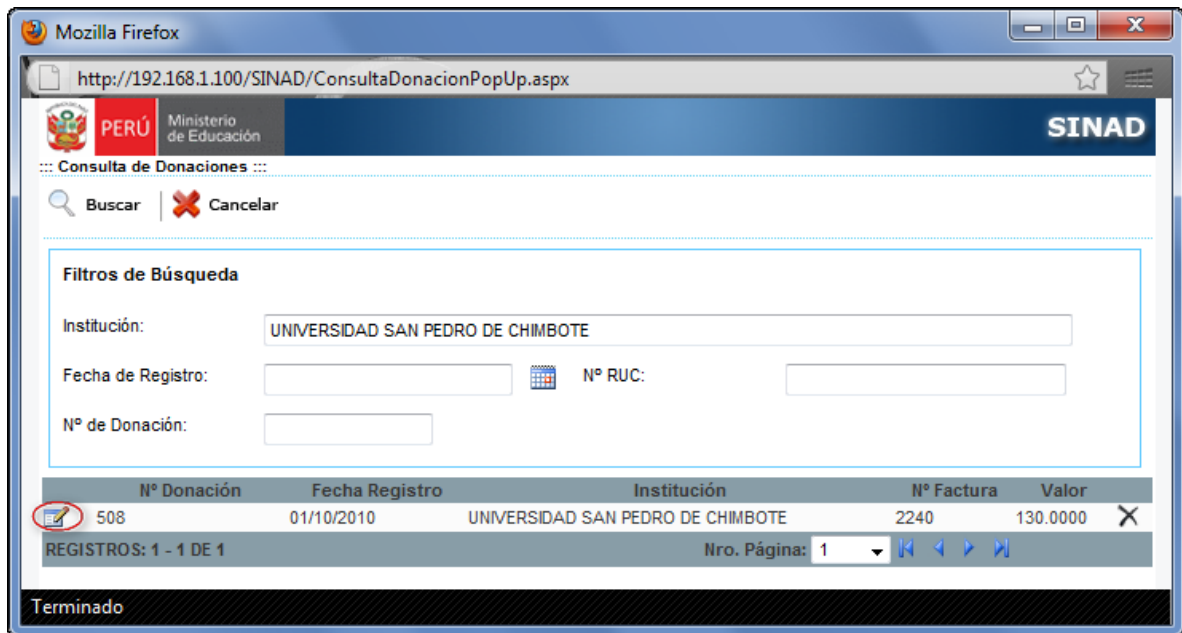 Mozilla Firefox
http://192.168.1.100/SINAD/ConsultaDonacionPopUp.aspx
PERÚ Ministerio de Educación SINAD
::: Consulta de Donaciones :::
Buscar Cancelar
Filtros de Búsqueda
Institución: UNIVERSIDAD SAN PEDRO DE CHIMBOTE
Fecha de Registro: Nº RUC:
Nº de Donación:
Nº Donación Fecha Registro Institución Nº Factura Valor
508 01/10/2010 UNIVERSIDAD SAN PEDRO DE CHIMBOTE 2240 130.0000
REGISTROS: 1 - 1 DE 1 Nro. Página: 1
Terminado